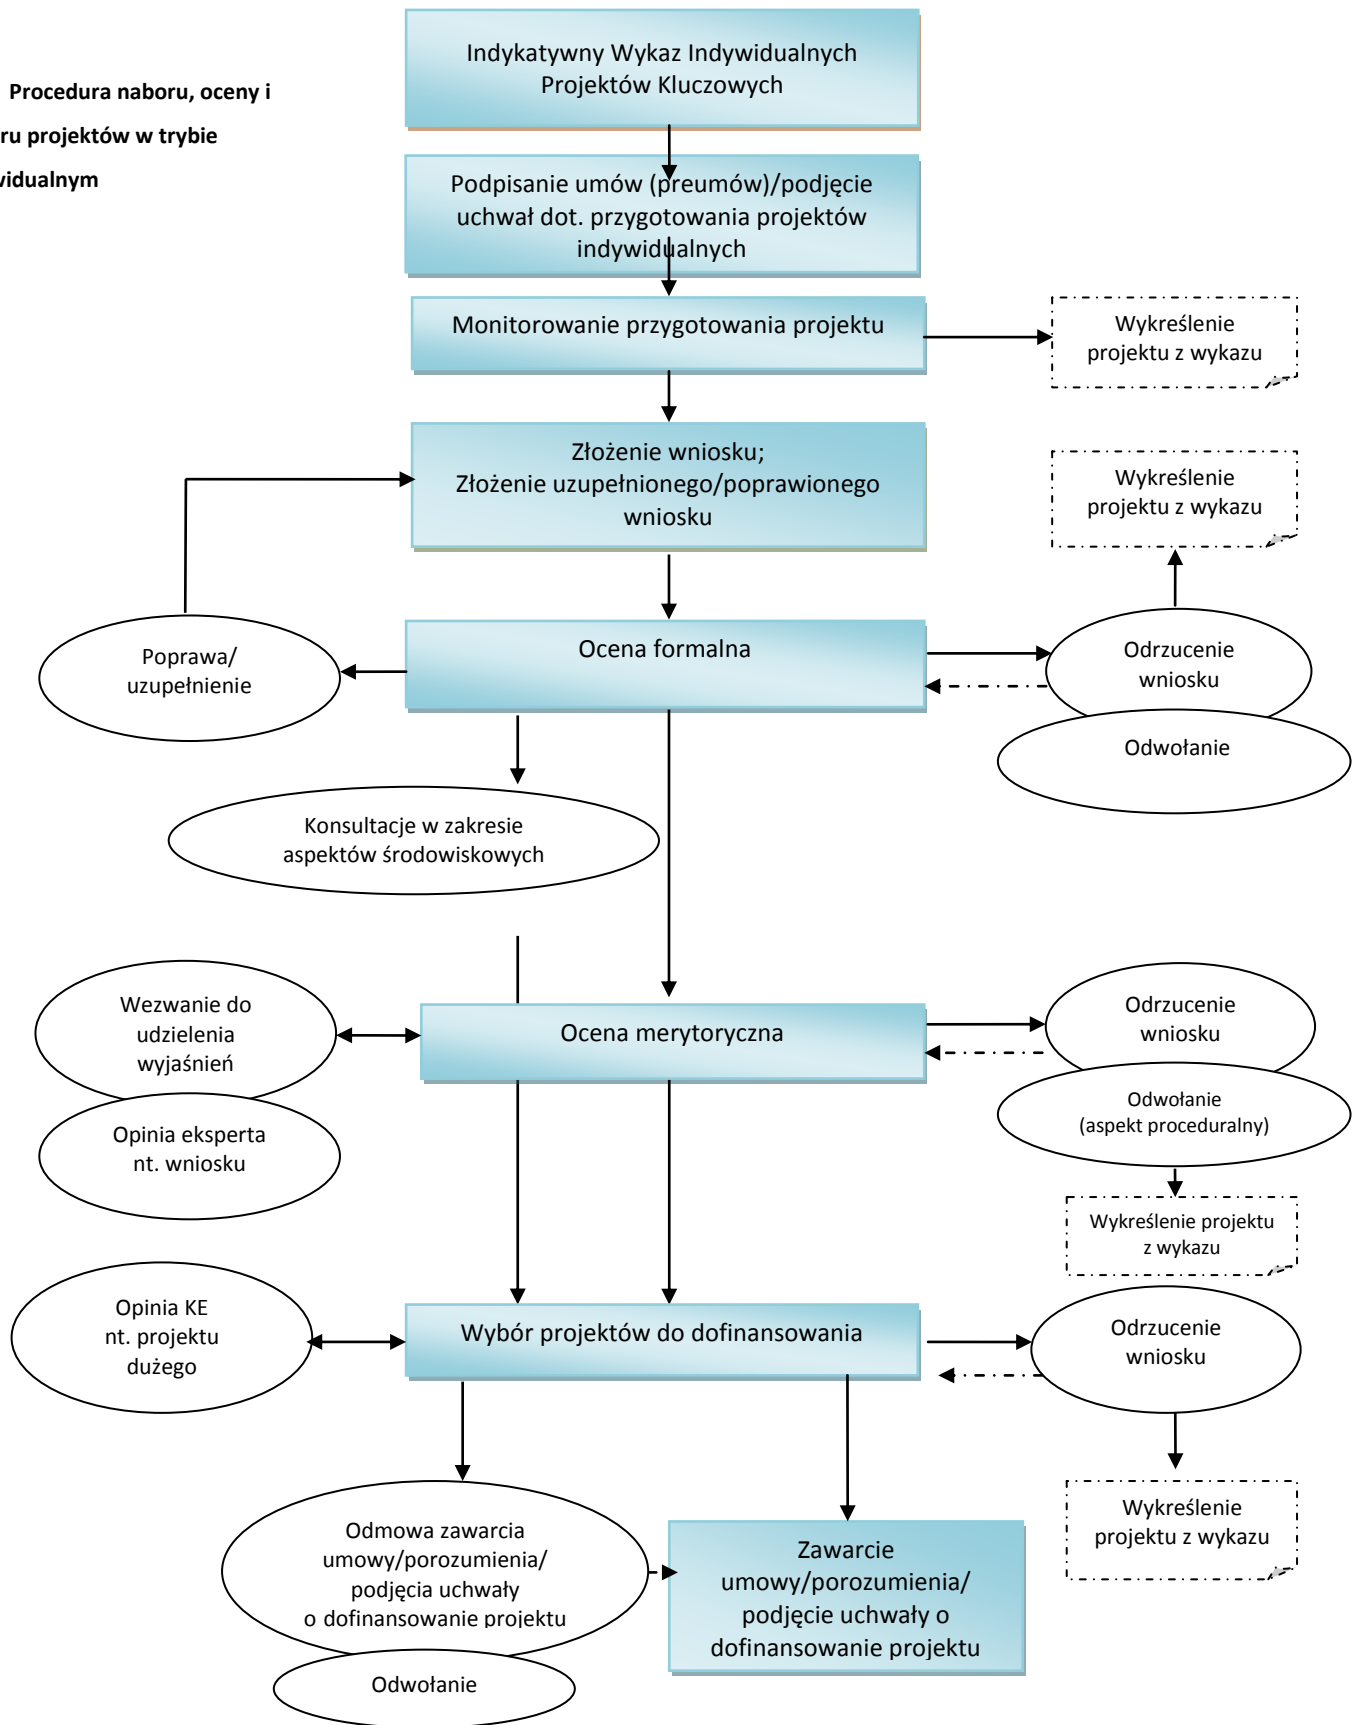 Indykatywny Wykaz Indywidualnych
Projektów Kluczowych
Procedura naboru, oceny i
ru projektów w trybie
widualnym
Podpisanie umów (preumów)/podjęcie
uchwał dot. przygotowania projektów
indywidualnych
Monitorowanie przygotowania projektu
Wykreślenie
projektu z wykazu
Złożenie wniosku;
Złożenie uzupełnionego/poprawionego
wniosku
Wykreślenie
projektu z wykazu
Poprawa/
uzupełnienie
Ocena formalna
Odrzucenie
wniosku
Odwołanie
Konsultacje w zakresie
aspektów środowiskowych
Wezwanie do
udzielenia
wyjaśnień
Ocena merytoryczna
Odrzucenie
wniosku
Opinia eksperta
nt. wniosku
Odwołanie
(aspekt proceduralny)
Wykreślenie projektu
z wykazu
Opinia KE
nt. projektu
dużego
Wybór projektów do dofinansowania
Odrzucenie
wniosku
Odmowa zawarcia
umowy/porozumienia/
podjęcia uchwały
o dofinansowanie projektu
Zawarcie
umowy/porozumienia/
podjęcie uchwały o
dofinansowanie projektu
Wykreślenie
projektu z wykazu
Odwołanie